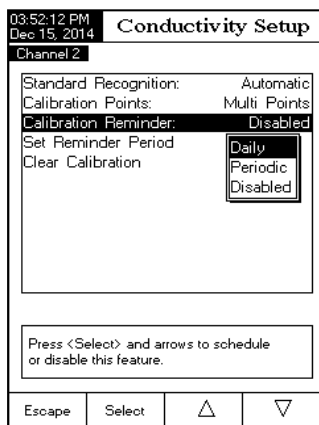 03:52:12 PM
Dec 15, 2014
Conductivity Setup
Channel 2
Standard Recognition: Automatic
Calibration Points: Multi Points
Calibration Reminder: Disabled
Set Reminder Period
Clear Calibration
Daily
Periodic
Disabled
Press <Select> and arrows to schedule
or disable this feature.
Escape Select △ ▽